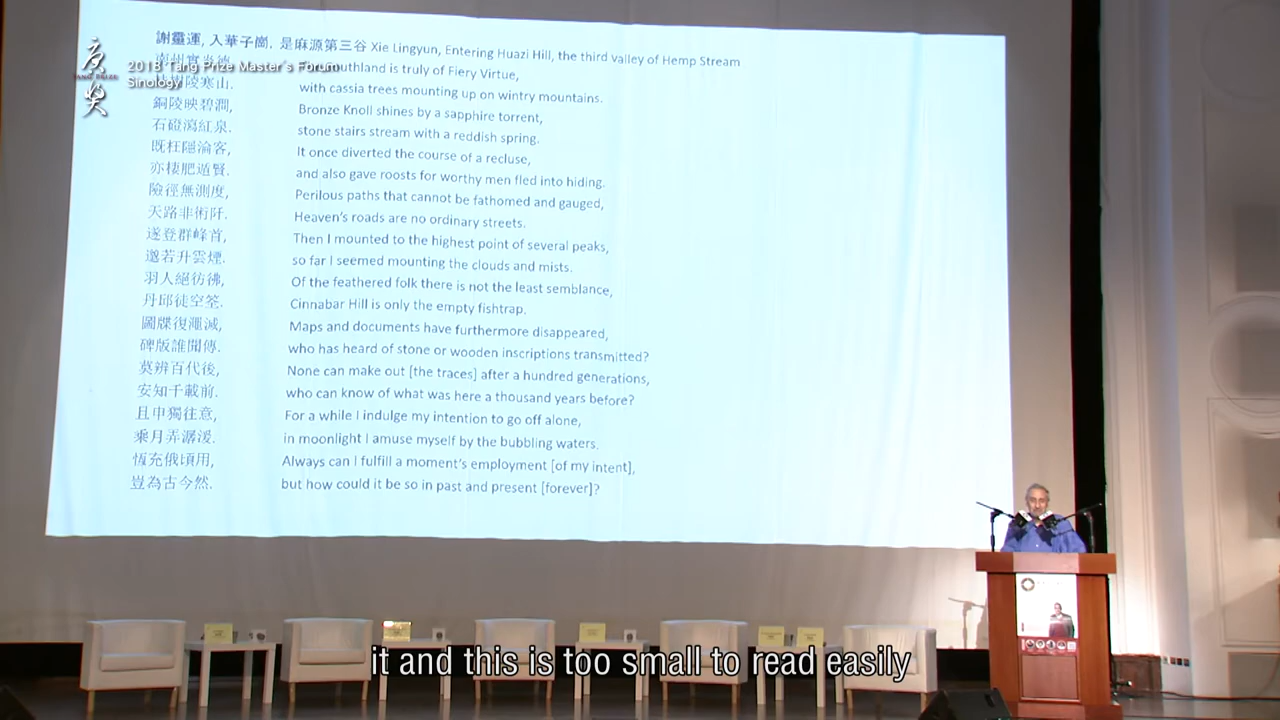 謝靈運, 入華子崗, 是麻源第三谷 Xie Lingyun, Entering Huazi Hill, the third valley of Hemp Stream
TANG PRIZE
2018 Tang Prize Master's Forum
Sinology
Southland is truly of Fiery Virtue,
陵寒山. with cassia trees mounting up on wintry mountains.
銅陵映碧澗, Bronze Knoll shines by a sapphire torrent,
石磴瀉紅泉. stone stairs stream with a reddish spring.
既枉隱淪客, It once diverted the course of a recluse,
亦棲肥遁賢. and also gave roosts for worthy men fled into hiding.
險徑無測度, Perilous paths that cannot be fathomed and gauged,
天路非術阡. Heaven's roads are no ordinary streets.
遂登群峰首, Then I mounted to the highest point of several peaks,
邈若升雲煙. so far I seemed mounting the clouds and mists.
羽人絕彷彿, Of the feathered folk there is not the least semblance,
丹邱徒空筌. Cinnabar Hill is only the empty fishtrap.
圖牒復湮滅, Maps and documents have furthermore disappeared,
碑版誰聞傳. who has heard of stone or wooden inscriptions transmitted?
莫辨百代後, None can make out [the traces] after a hundred generations,
安知千載前. who can know of what was here a thousand years before?
且申獨往意, For a while I indulge my intention to go off alone,
乘月弄潺湲. in moonlight I amuse myself by the bubbling waters.
恆充俄頃用, Always can I fulfill a moment's employment [of my intent],
豈為古今然. but how could it be so in past and present [forever]?
it and this is too small to read easily